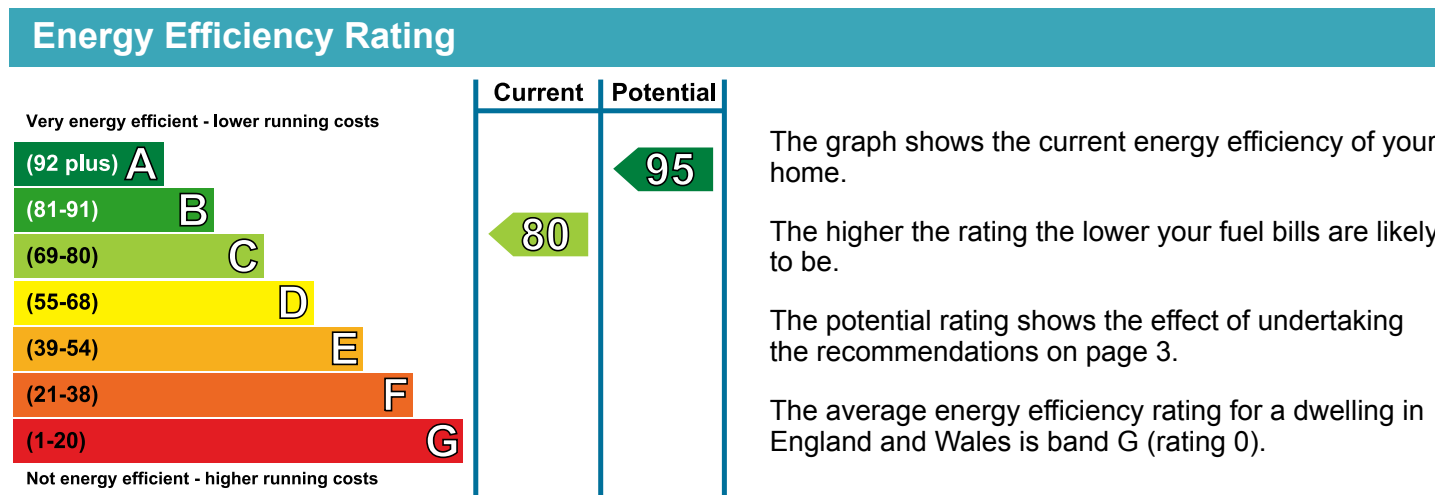 Energy Efficiency Rating
Current Potential
Very energy efficient - lower running costs
(92 plus) A
95
(81-91) B
80
(69-80) C
(55-68) D
(39-54) E
(21-38) F
(1-20) G
Not energy efficient - higher running costs
The graph shows the current energy efficiency of your
home.
The higher the rating the lower your fuel bills are likely
to be.
The potential rating shows the effect of undertaking
the recommendations on page 3.
The average energy efficiency rating for a dwelling in
England and Wales is band G (rating 0).